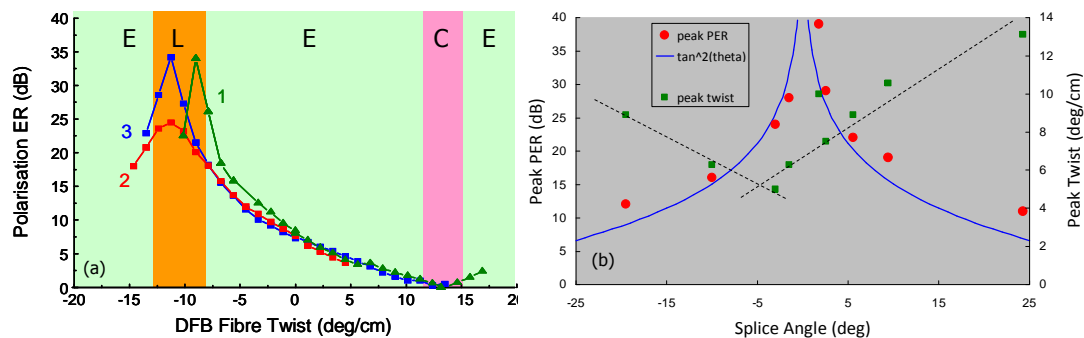 E L E C E
Polarisation ER (dB)
40
35
30
25
20
15
10
5
0
1
3
2
(a)
-20 -15 -10 -5 0 5 10 15 20
DFB Fibre Twist (deg/cm)
peak PER
tan^2(theta)
peak twist
Peak PER (dB)
40
35
30
25
20
15
10
5
0
14
12
10
8
6
4
2
0
Peak Twist (deg/cm)
(b)
-25 -15 -5 5 15 25
Splice Angle (deg)